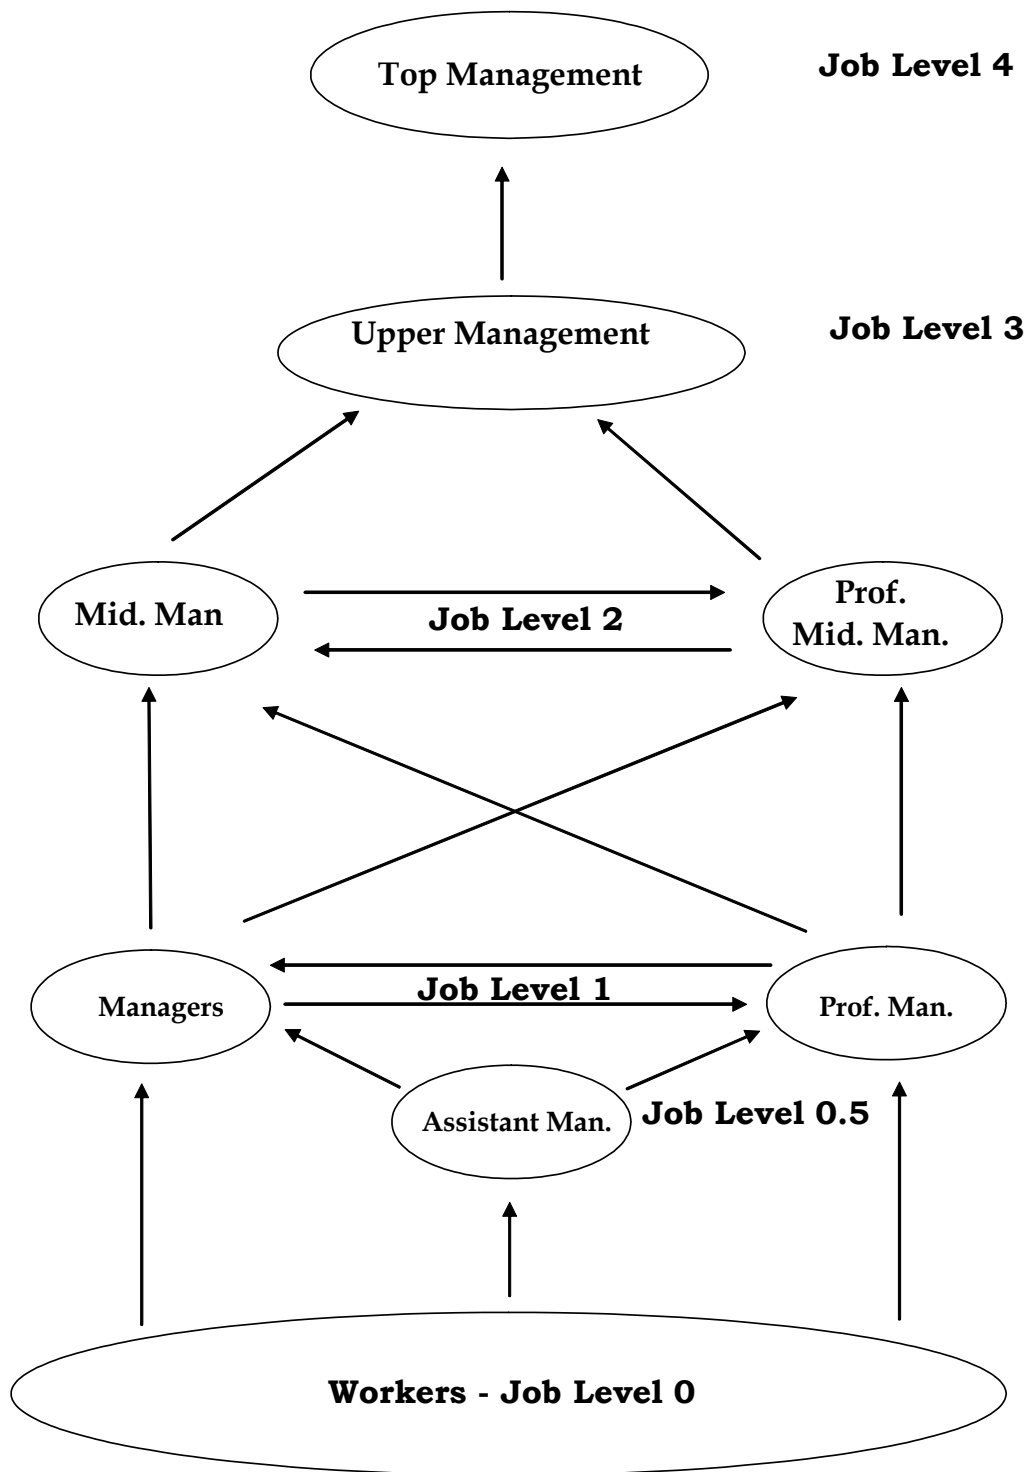 Top Management
Job Level 4
Upper Management
Job Level 3
Mid. Man
Job Level 2
Prof.
Mid. Man.
Managers
Job Level 1
Prof. Man.
Assistant Man.
Job Level 0.5
Workers - Job Level 0